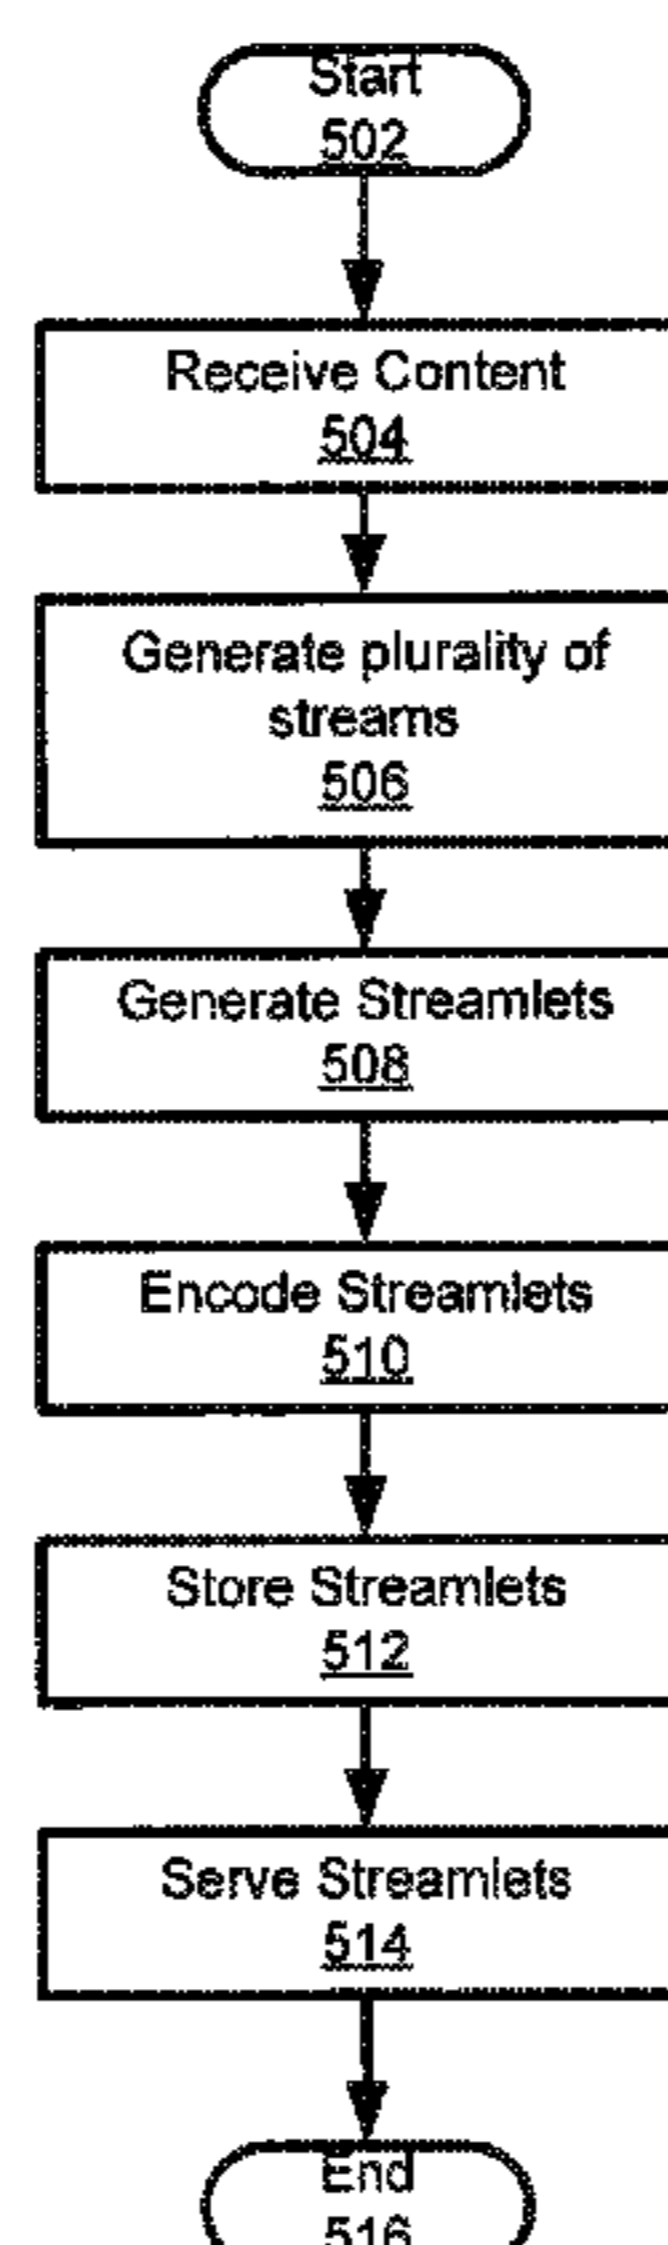 Start
502
Receive Content
504
Generate plurality of
streams
506
Generate Streamlets
508
Encode Streamlets
510
Store Streamlets
512
Serve Streamlets
514
End
516